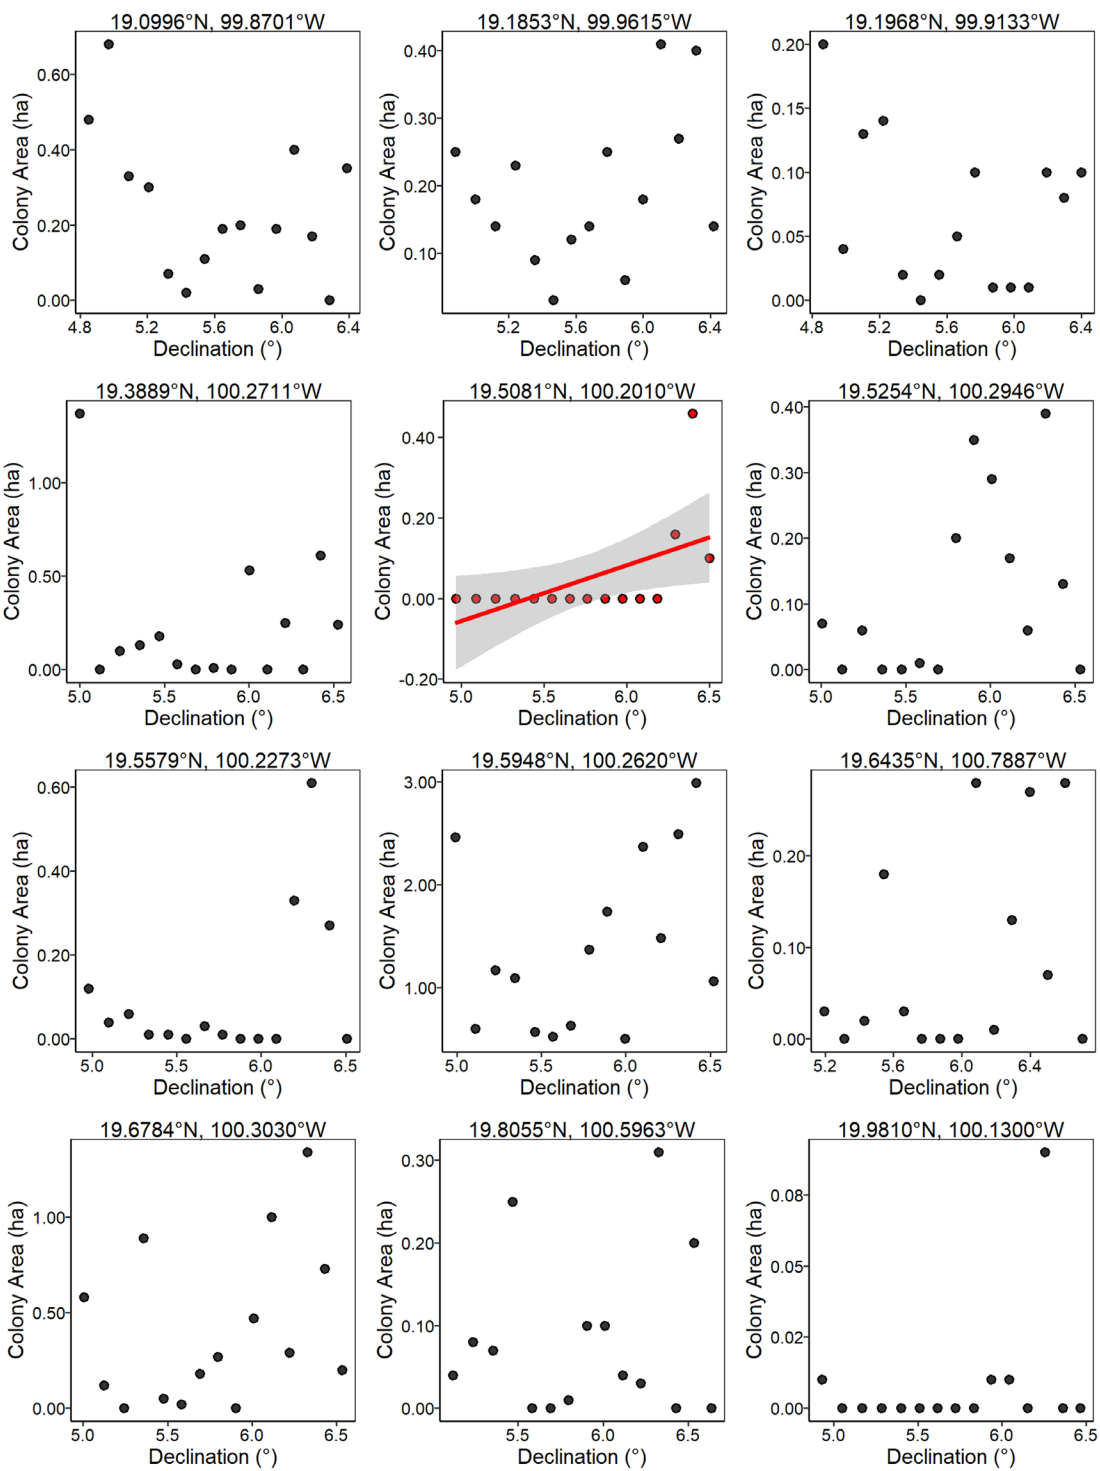 19.0996°N, 99.8701°W
Colony Area (ha)
0.60
0.40
0.20
0.00
4.8 5.2 5.6 6.0 6.4
Declination (°)
19.1853°N, 99.9615°W
Colony Area (ha)
0.40
0.30
0.20
0.10
5.2 5.6 6.0 6.4
Declination (°)
19.1968°N, 99.9133°W
Colony Area (ha)
0.20
0.15
0.10
0.05
0.00
4.8 5.2 5.6 6.0 6.4
Declination (°)
19.3889°N, 100.2711°W
Colony Area (ha)
1.00
0.50
0.00
5.0 5.5 6.0 6.5
Declination (°)
19.5081°N, 100.2010°W
Colony Area (ha)
0.40
0.20
0.00
-0.20
5.0 5.5 6.0 6.5
Declination (°)
19.5254°N, 100.2946°W
Colony Area (ha)
0.40
0.30
0.20
0.10
0.00
5.0 5.5 6.0 6.5
Declination (°)
19.5579°N, 100.2273°W
Colony Area (ha)
0.60
0.40
0.20
0.00
5.0 5.5 6.0 6.5
Declination (°)
19.5948°N, 100.2620°W
Colony Area (ha)
3.00
2.00
1.00
5.0 5.5 6.0 6.5
Declination (°)
19.6435°N, 100.7887°W
Colony Area (ha)
0.20
0.10
0.00
5.2 5.6 6.0 6.4
Declination (°)
19.6784°N, 100.3030°W
Colony Area (ha)
1.00
0.50
0.00
5.0 5.5 6.0 6.5
Declination (°)
19.8055°N, 100.5963°W
Colony Area (ha)
0.30
0.20
0.10
0.00
5.5 6.0 6.5
Declination (°)
19.9810°N, 100.1300°W
Colony Area (ha)
0.08
0.05
0.02
0.00
5.0 5.5 6.0 6.5
Declination (°)